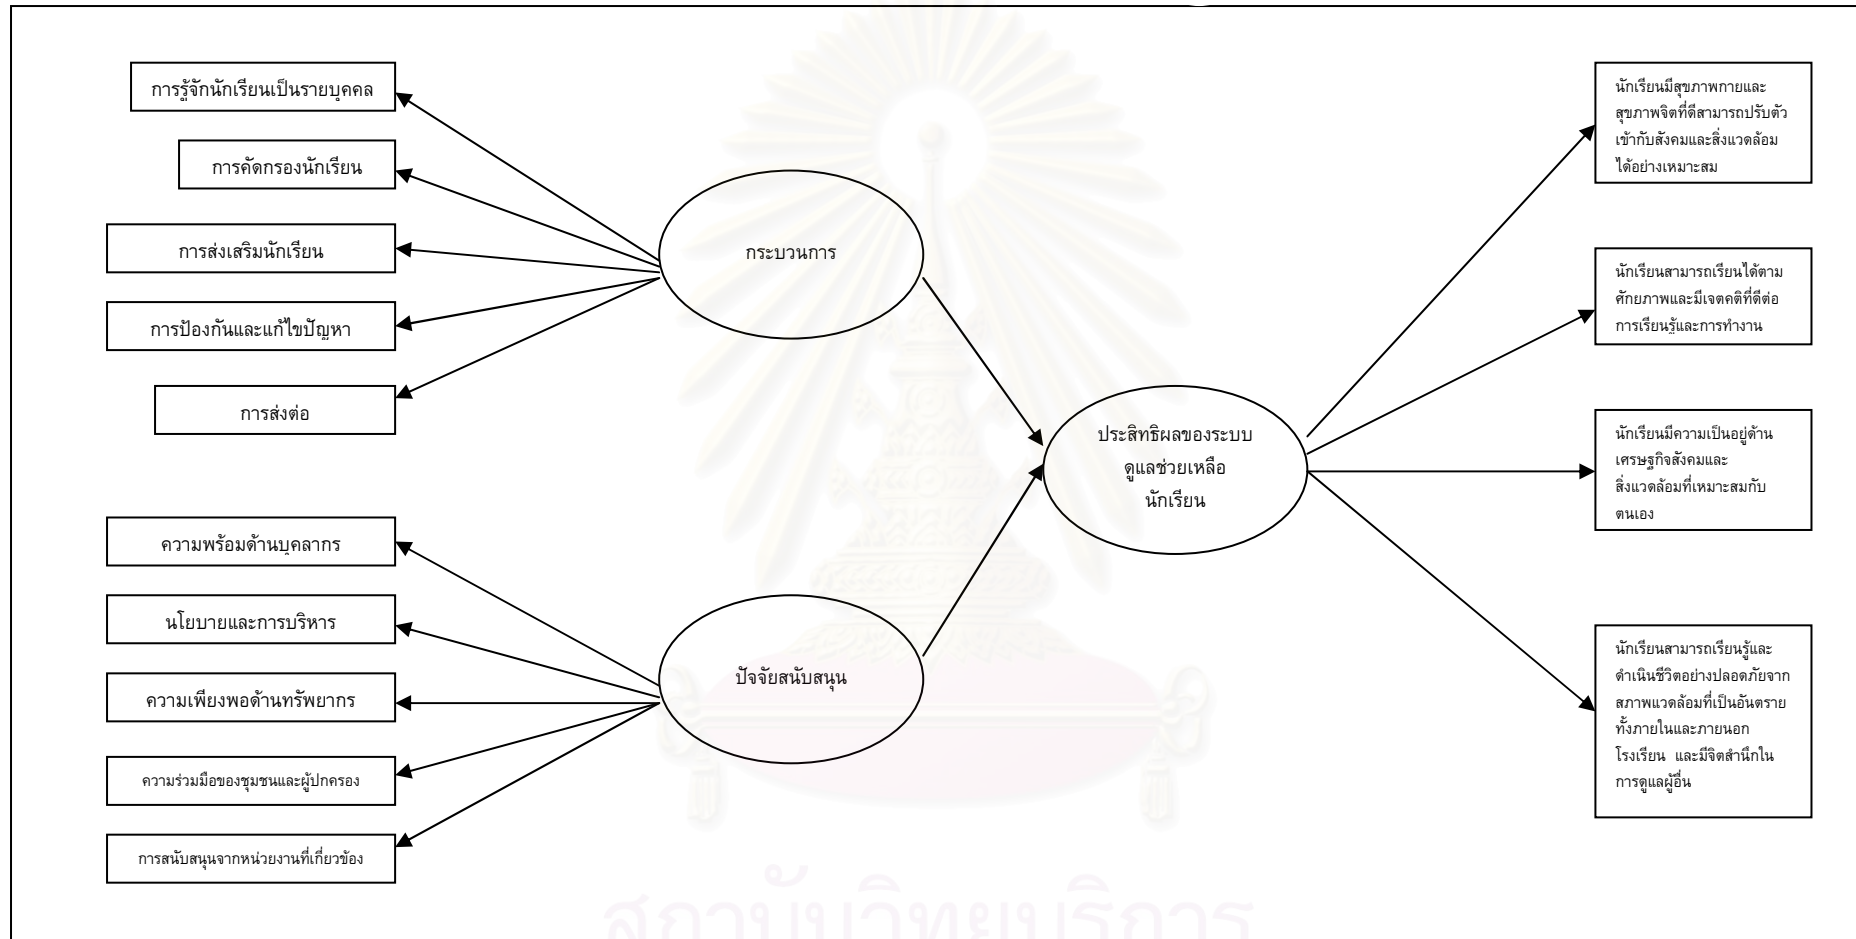 การรู้จักนักเรียนเป็นรายบุคคล
การคัดกรองนักเรียน
การส่งเสริมนักเรียน
การป้องกันและแก้ไขปัญหา
การส่งต่อ
กระบวนการ
ความพร้อมด้านบุคลากร
นโยบายและการบริหาร
ความเพียงพอด้านทรัพยากร
ความร่วมมือของชุมชนและผู้ปกครอง
การสนับสนุนจากหน่วยงานที่เกี่ยวข้อง
ปัจจัยสนับสนุน
ประสิทธิผลของระบบ
ดูแลช่วยเหลือ
นักเรียน
นักเรียนมีสุขภาพกายและ
สุขภาพจิตที่ดีสามารถปรับตัว
เข้ากับสังคมและสิ่งแวดล้อม
ได้อย่างเหมาะสม
นักเรียนสามารถเรียนได้ตาม
ศักยภาพและมีเจตคติที่ดีต่อ
การเรียนรู้และการทำงาน
นักเรียนมีความเป็นอยู่ด้าน
เศรษฐกิจสังคมและ
สิ่งแวดล้อมที่เหมาะสมกับ
ตนเอง
นักเรียนสามารถเรียนรู้และ
ดำเนินชีวิตอย่างปลอดภัยจาก
สภาพแวดล้อมที่เป็นอันตราย
ทั้งภายในและภายนอก
โรงเรียน และมีจิตสำนึกใน
การดูแลผู้อื่น
สถาบันวิทยบริการ